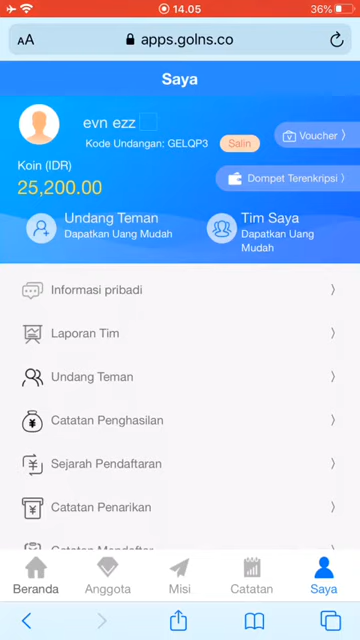 14.05
36%
AA
apps.golns.co
Saya
evn ezz
Kode Undangan: GELQP3
Salin
Voucher
Koin (IDR)
25,200.00
Dompet Terenkripsi
Undang Teman
Dapatkan Uang Mudah
Tim Saya
Dapatkan Uang
Mudah
Informasi pribadi
Laporan Tim
Undang Teman
Catatan Penghasilan
Sejarah Pendaftaran
Catatan Penarikan
Catatan Mendaftar
Beranda
Anggota
Misi
Catatan
Saya